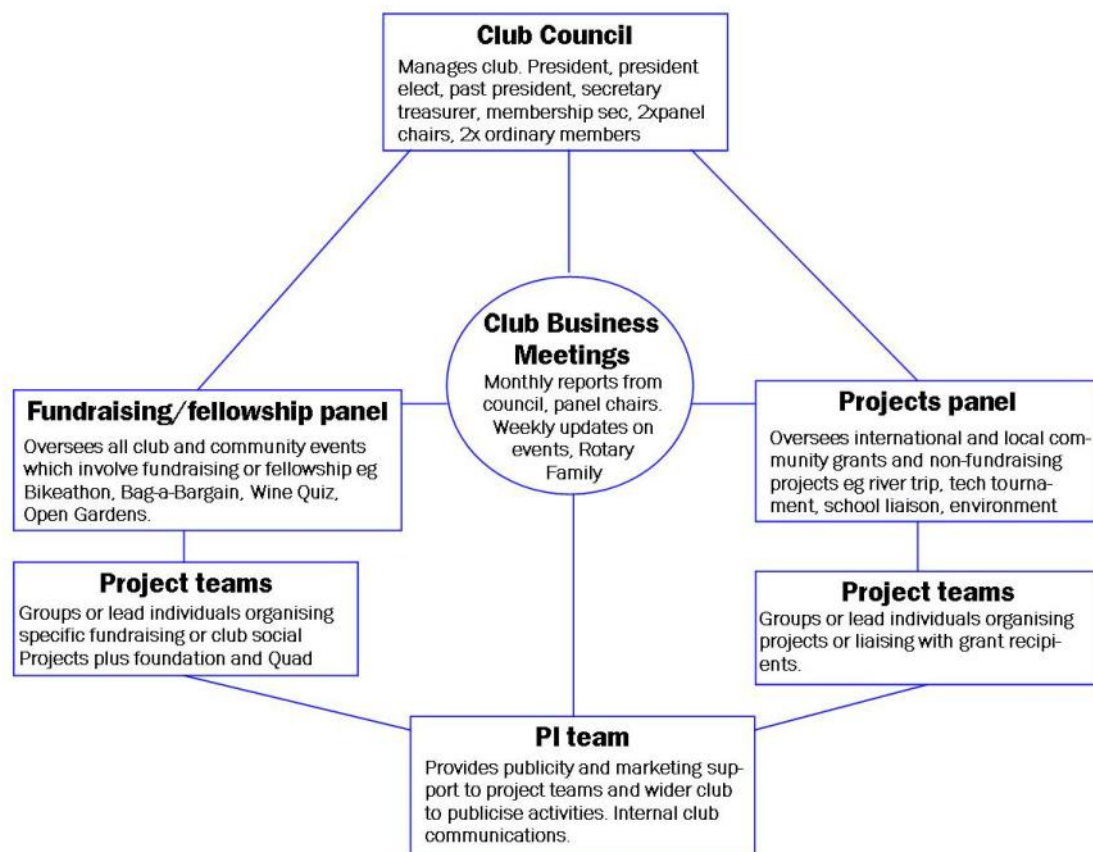 Club Council
Manages club. President, president
elect, past president, secretary
treasurer, membership sec, 2xpanel
chairs, 2x ordinary members
Club Business
Meetings
Monthly reports from
council, panel chairs.
Weekly updates on
events, Rotary
Family
Fundraising/fellowship panel
Oversees all club and community events
which involve fundraising or fellowship eg
Bikeathon, Bag-a-Bargain, Wine Quiz,
Open Gardens.
Projects panel
Oversees international and local com-
munity grants and non-fundraising
projects eg river trip, tech tourna-
ment, school liaison, environment
Project teams
Groups or lead individuals organising
specific fundraising or club social
Projects plus foundation and Quad
Project teams
Groups or lead individuals organising
projects or liaising with grant recipi-
ents.
PI team
Provides publicity and marketing sup-
port to project teams and wider club
to publicise activities. Internal club
communications.